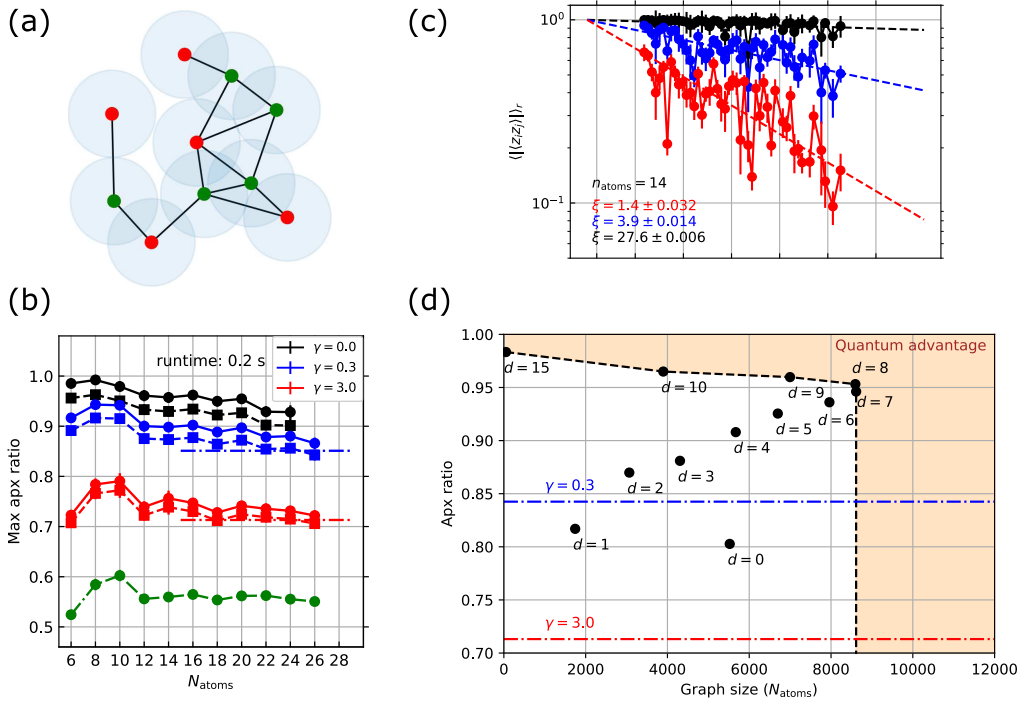 (a)
(c)
10⁰
10⁻¹
⟨|⟨zᵢzⱼ⟩|⟩ᵣ
n_atoms = 14
ξ = 1.4 ± 0.032
ξ = 3.9 ± 0.014
ξ = 27.6 ± 0.006
(b)
runtime: 0.2 s
γ = 0.0
γ = 0.3
γ = 3.0
Max apx ratio
1.0
0.9
0.8
0.7
0.6
0.5
6 8 10 12 14 16 18 20 22 24 26 28
N_atoms
(d)
Quantum advantage
Apx ratio
1.00
0.95
0.90
0.85
0.80
0.75
0.70
d = 15
d = 10
d = 8
d = 9
d = 7
d = 6
d = 5
d = 4
d = 3
d = 2
γ = 0.3
d = 1
d = 0
γ = 3.0
0 2000 4000 6000 8000 10000 12000
Graph size (N_atoms)